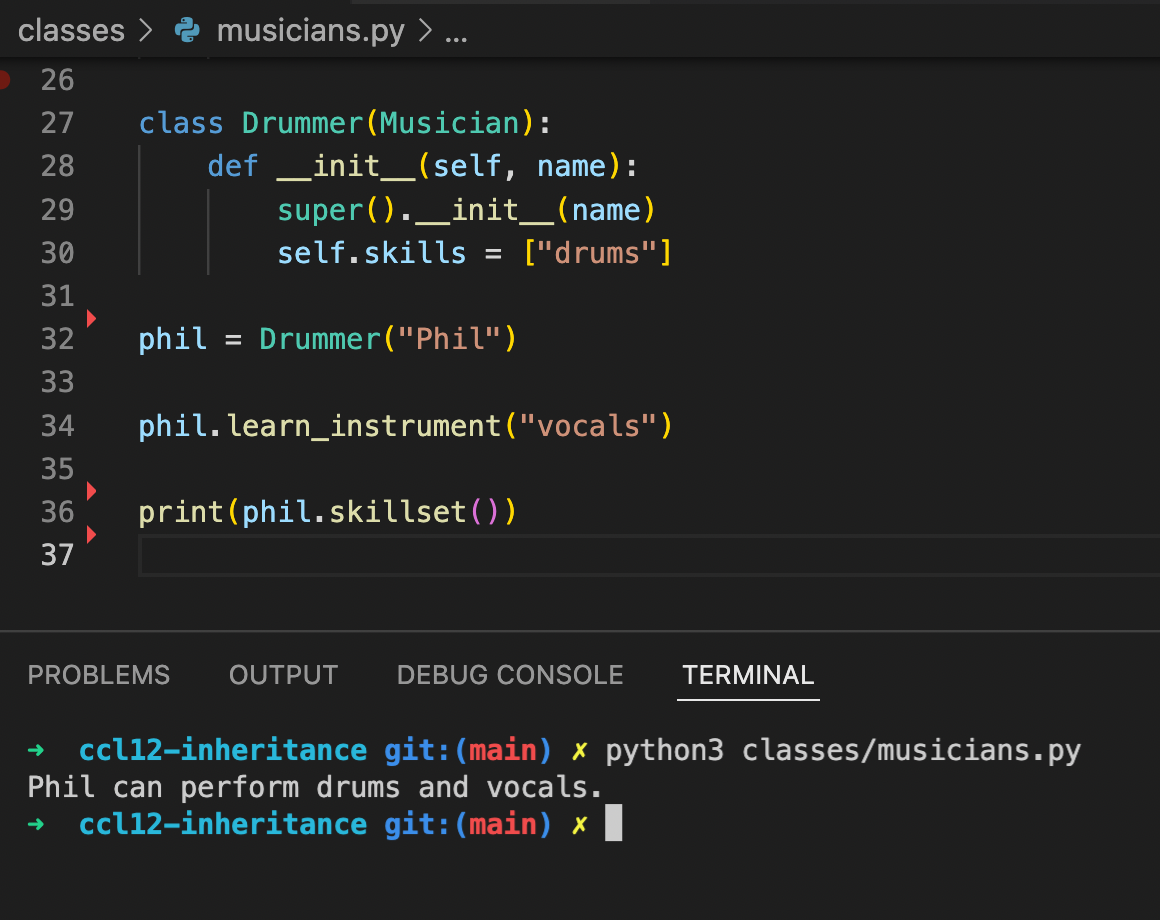 classes > musicians.py > ...
26
27 class Drummer(Musician):
28     def __init__(self, name):
29         super().__init__(name)
30         self.skills = ["drums"]
31
32 phil = Drummer("Phil")
33
34 phil.learn_instrument("vocals")
35
36 print(phil.skillset())
37
PROBLEMS OUTPUT DEBUG CONSOLE TERMINAL
→ ccl12-inheritance git:(main) ✗ python3 classes/musicians.py
Phil can perform drums and vocals.
→ ccl12-inheritance git:(main) ✗